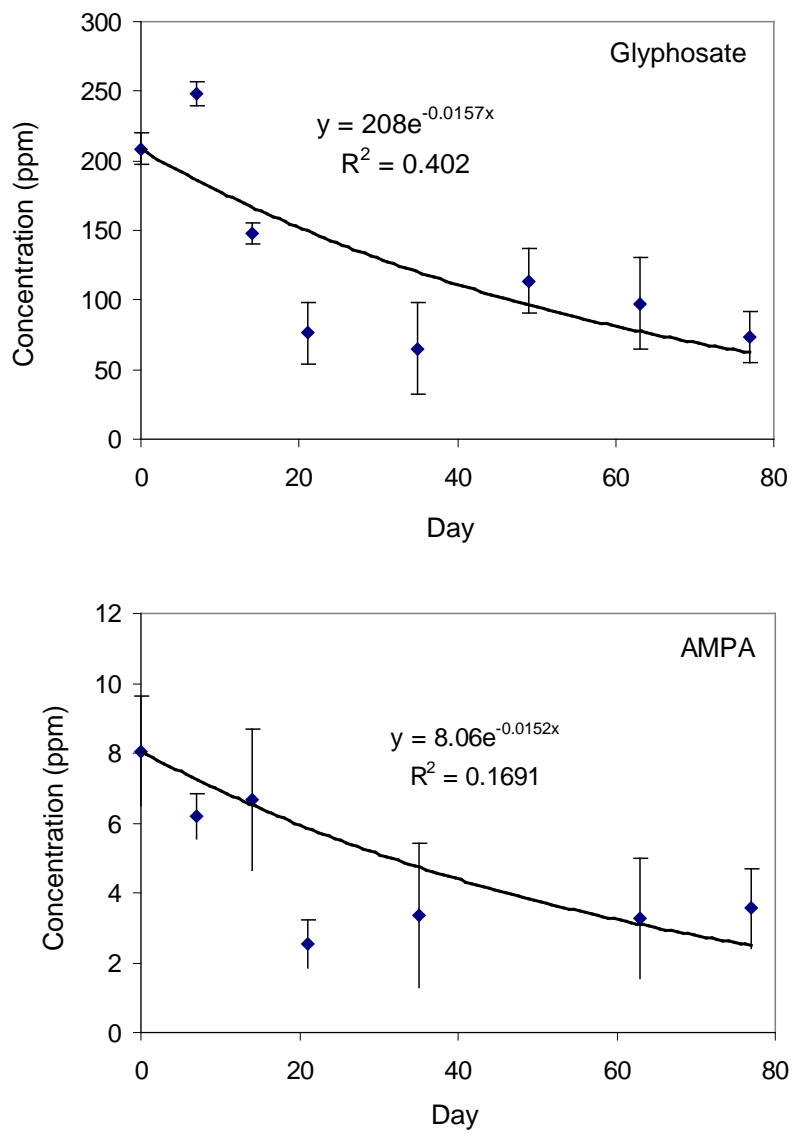 300
Glyphosate
250
y = 208e^-0.0157x
200
R² = 0.402
150
100
50
0
0 20 40 60 80
Concentration (ppm)
Day
12
AMPA
10
y = 8.06e^-0.0152x
8
R² = 0.1691
6
4
2
0
0 20 40 60 80
Concentration (ppm)
Day